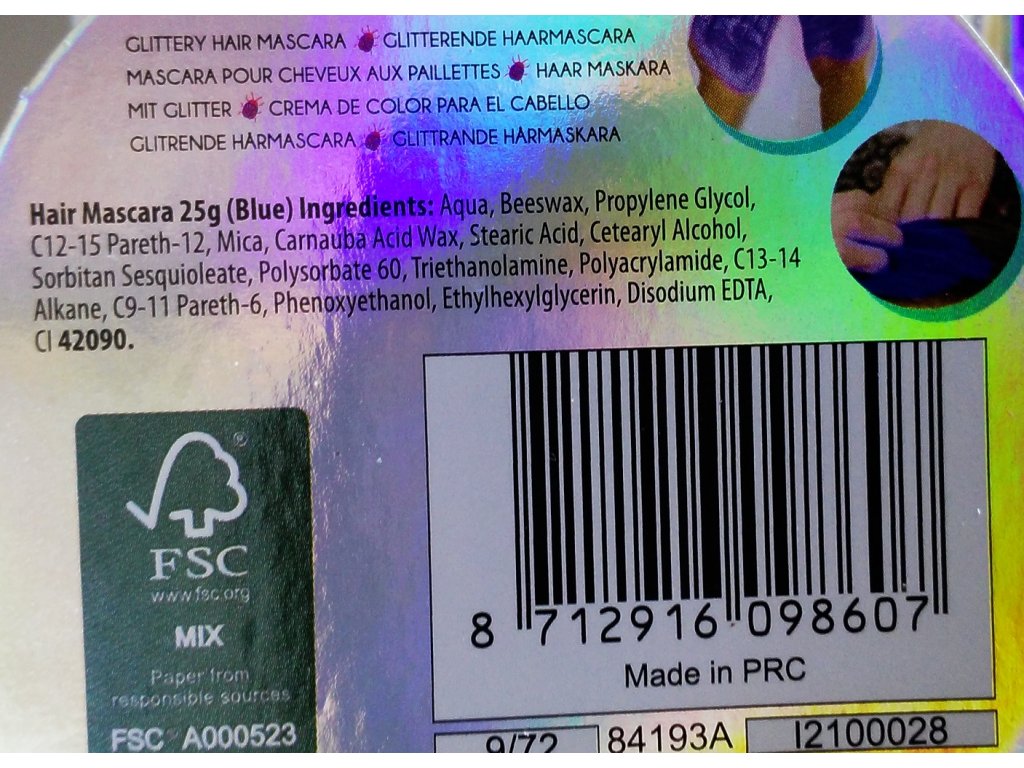 GLITTERY HAIR MASCARA GLITTERENDE HAARMASCARA
MASCARA POUR CHEVEUX AUX PAILLETTES HAAR MASKARA
MIT GLITTER CREMA DE COLOR PARA EL CABELLO
GLITRENDE HÅRMASCARA GLITTRANDE HÅRMASKARA
Hair Mascara 25g (Blue) Ingredients: Aqua, Beeswax, Propylene Glycol,
C12-15 Pareth-12, Mica, Carnauba Acid Wax, Stearic Acid, Cetearyl Alcohol,
Sorbitan Sesquioleate, Polysorbate 60, Triethanolamine, Polyacrylamide, C13-14
Alkane, C9-11 Pareth-6, Phenoxyethanol, Ethylhexylglycerin, Disodium EDTA,
CI 42090.
®
FSC
www.fsc.org
MIX
Paper from
responsible sources
FSC A000523
8 712916 098607
Made in PRC
9/72 84193A I2100028